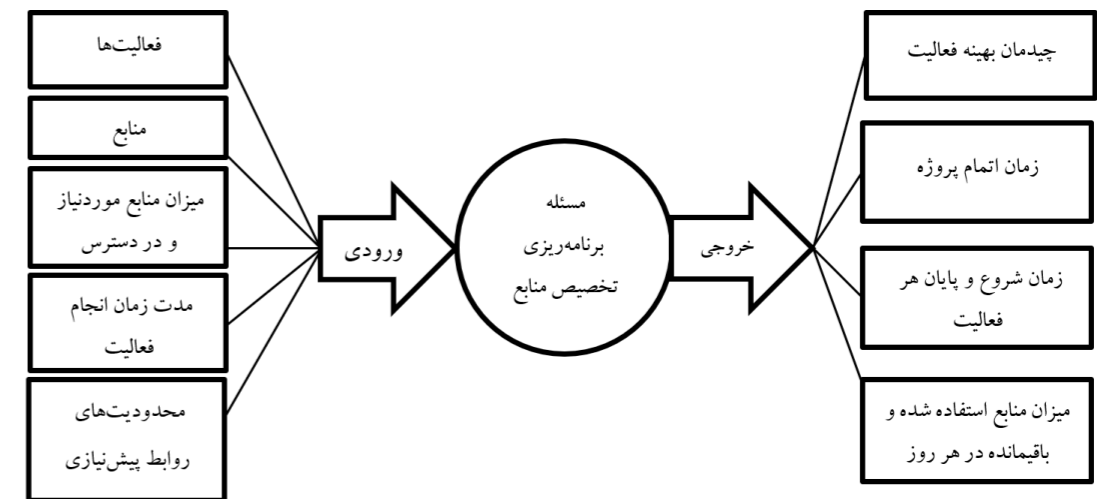 فعالیت‌ها
منابع
میزان منابع موردنیاز
و در دسترس
مدت زمان انجام
فعالیت
محدودیت‌های
روابط پیش‌نیازی
ورودی
مسئله
برنامه‌ریزی
تخصیص منابع
خروجی
چیدمان بهینه فعالیت
زمان اتمام پروژه
زمان شروع و پایان هر
فعالیت
میزان منابع استفاده شده و
باقیمانده در هر روز